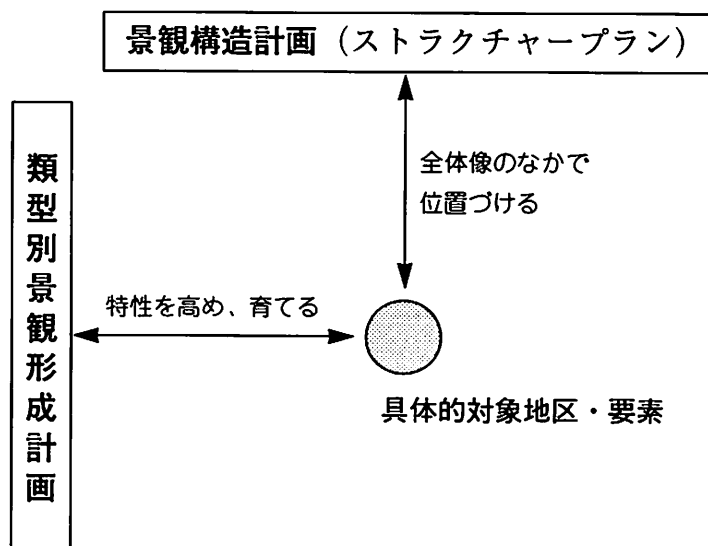 景観構造計画（ストラクチャープラン）
全体像のなかで
位置づける
類型別景観形成計画
特性を高め、育てる
具体的対象地区・要素